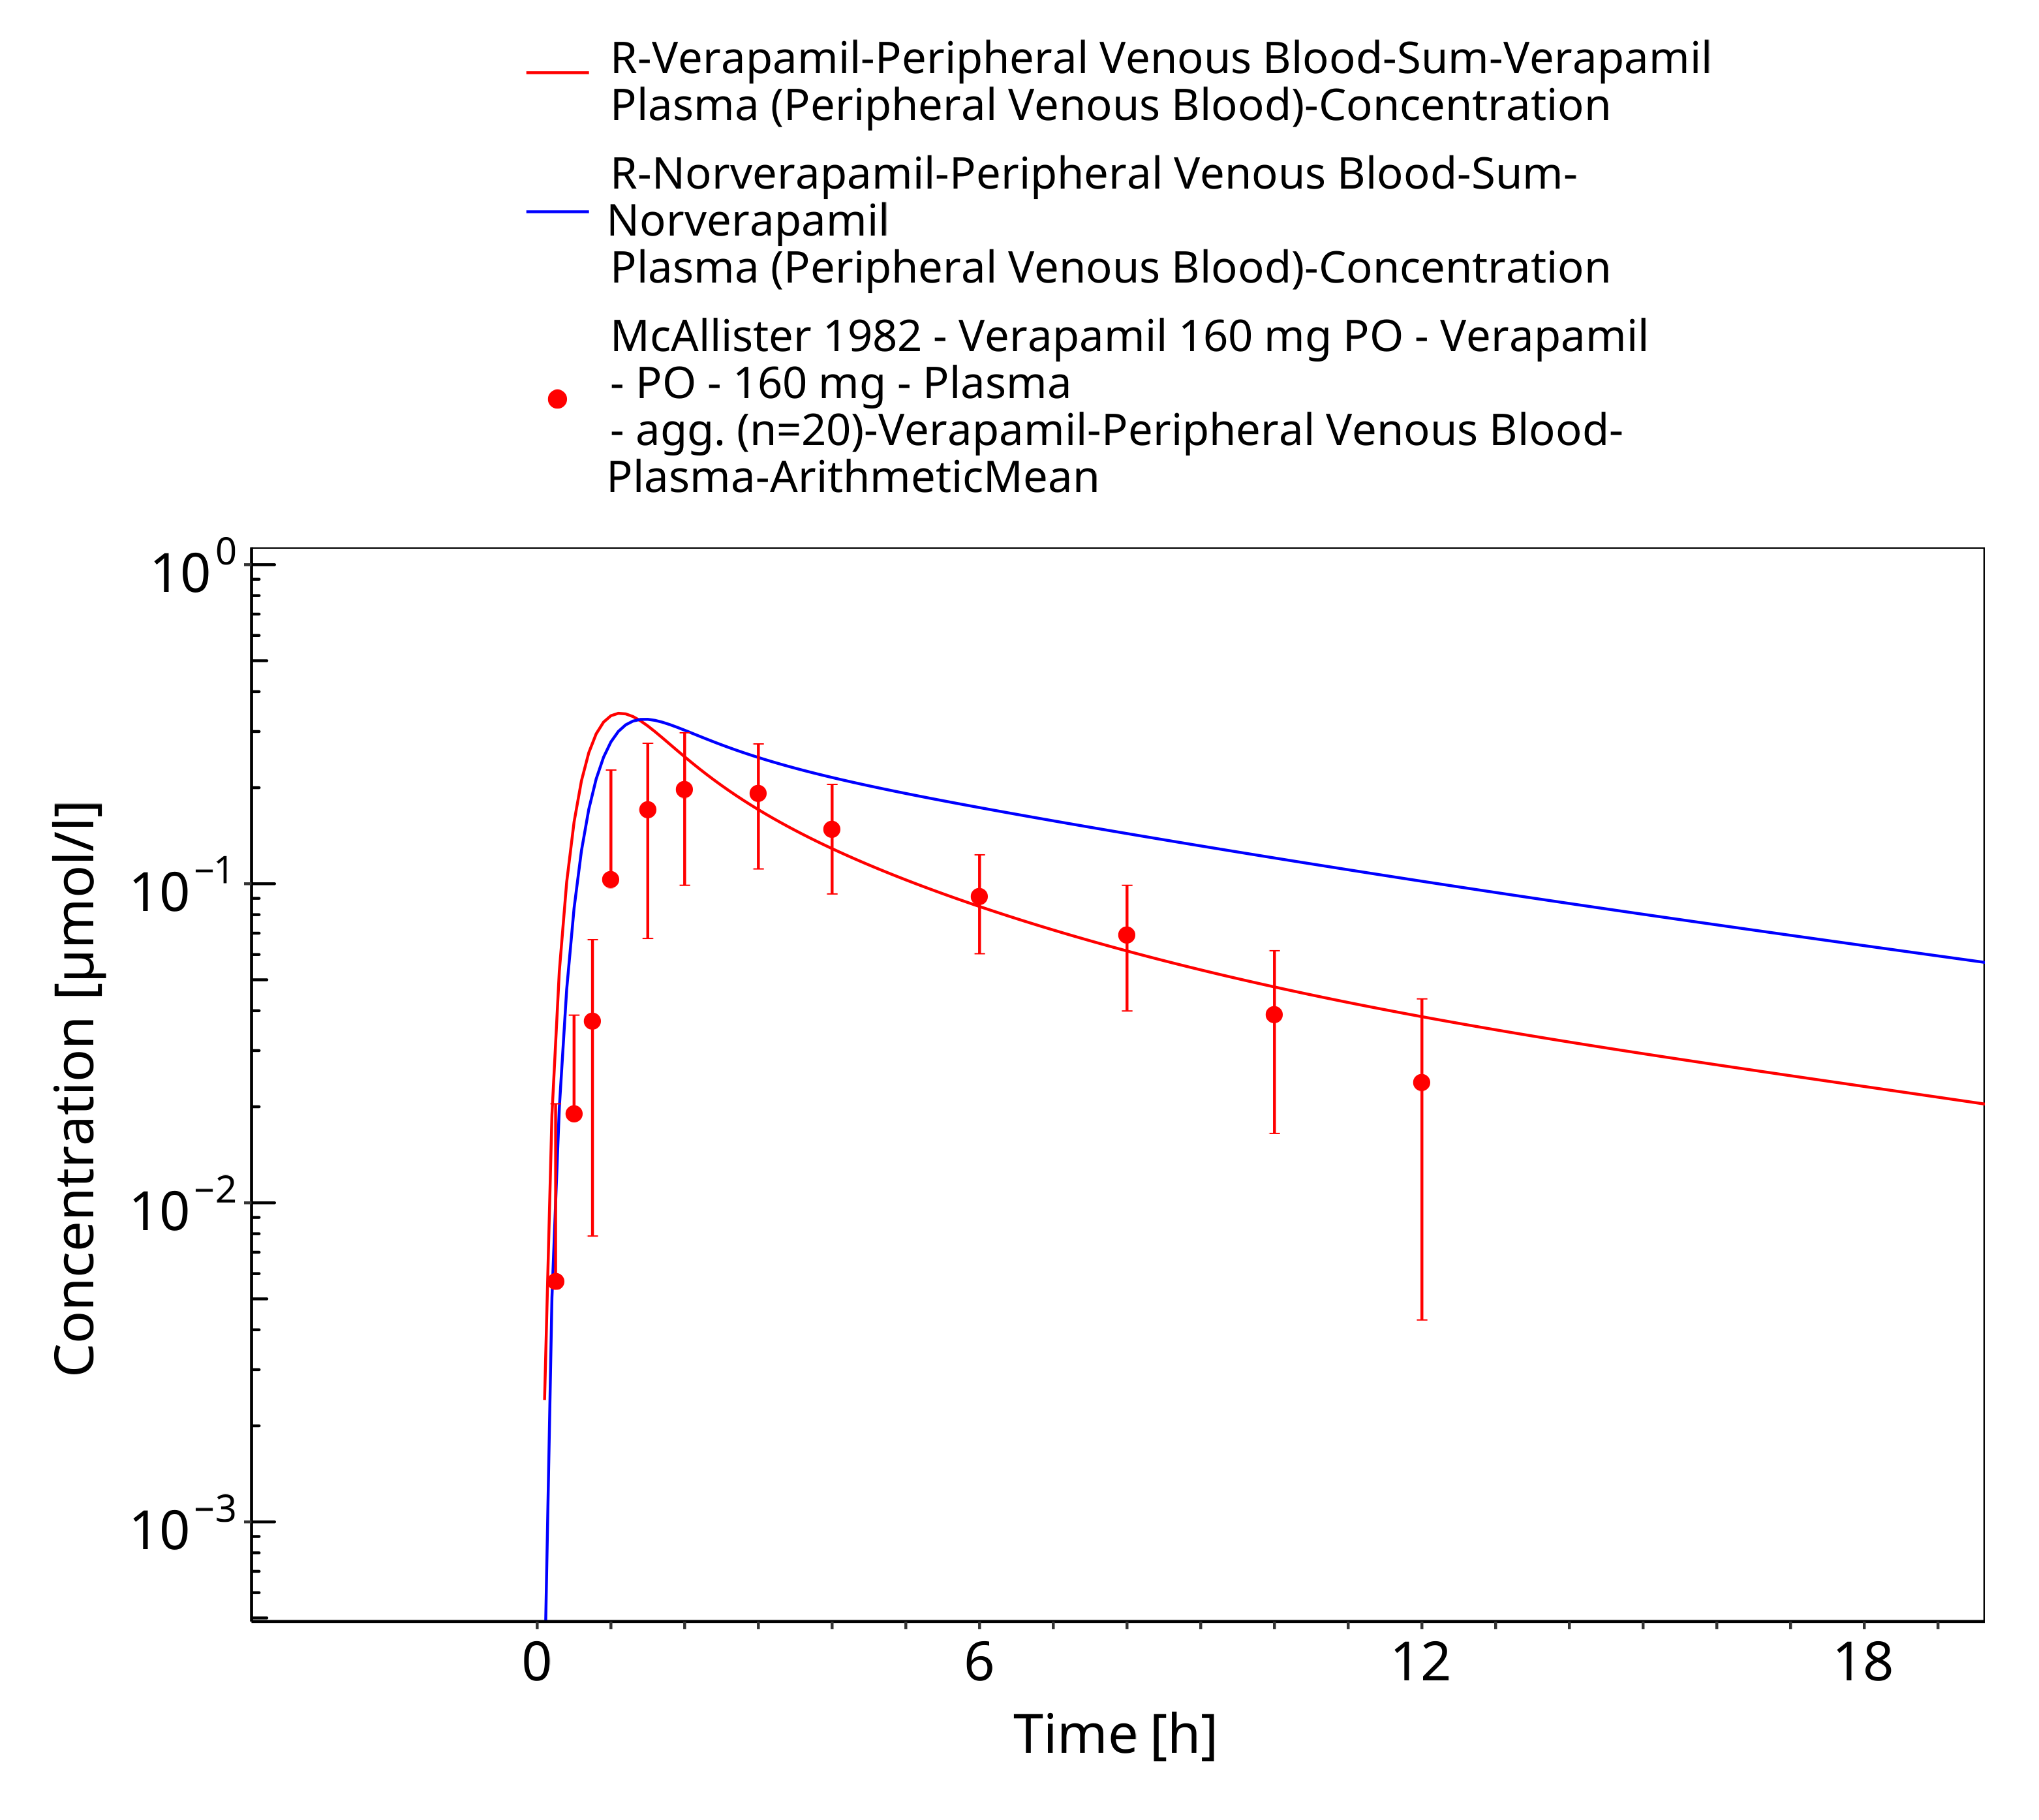 R-Verapamil-Peripheral Venous Blood-Sum-Verapamil
Plasma (Peripheral Venous Blood)-Concentration
R-Norverapamil-Peripheral Venous Blood-Sum-
Norverapamil
Plasma (Peripheral Venous Blood)-Concentration
McAllister 1982 - Verapamil 160 mg PO - Verapamil
- PO - 160 mg - Plasma
- agg. (n=20)-Verapamil-Peripheral Venous Blood-
Plasma-ArithmeticMean
10⁰
10⁻¹
10⁻²
10⁻³
Concentration [µmol/l]
0 6 12 18
Time [h]